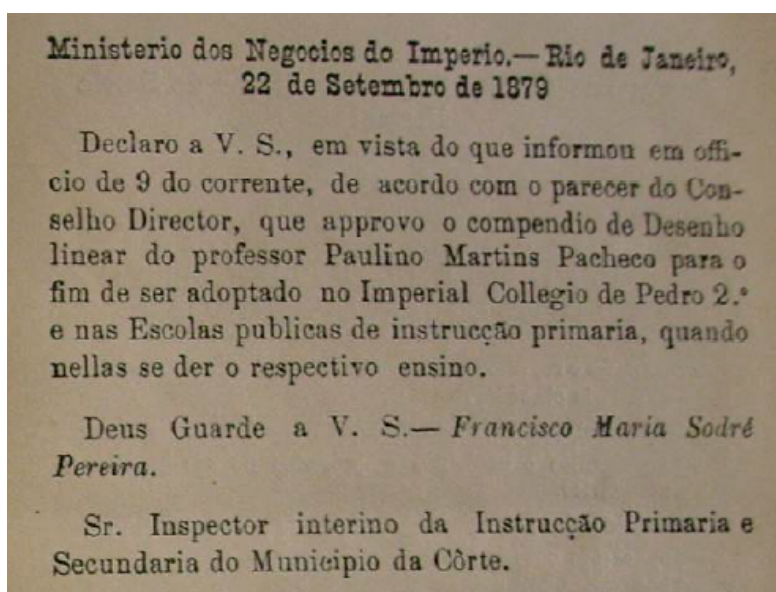 Ministerio dos Negocios do Imperio.—Rio de Janeiro,
22 de Setembro de 1879
Declaro a V. S., em vista do que informou em offi-
cio de 9 do corrente, de acordo com o parecer do Con-
selho Director, que approvo o compendio de Desenho
linear do professor Paulino Martins Pacheco para o
fim de ser adoptado no Imperial Collegio de Pedro 2.º
e nas Escolas publicas de instrucção primaria, quando
nellas se der o respectivo ensino.
Deus Guarde a V. S.— Francisco Maria Sodré
Pereira.
Sr. Inspector interino da Instrucção Primaria e
Secundaria do Municipio da Côrte.